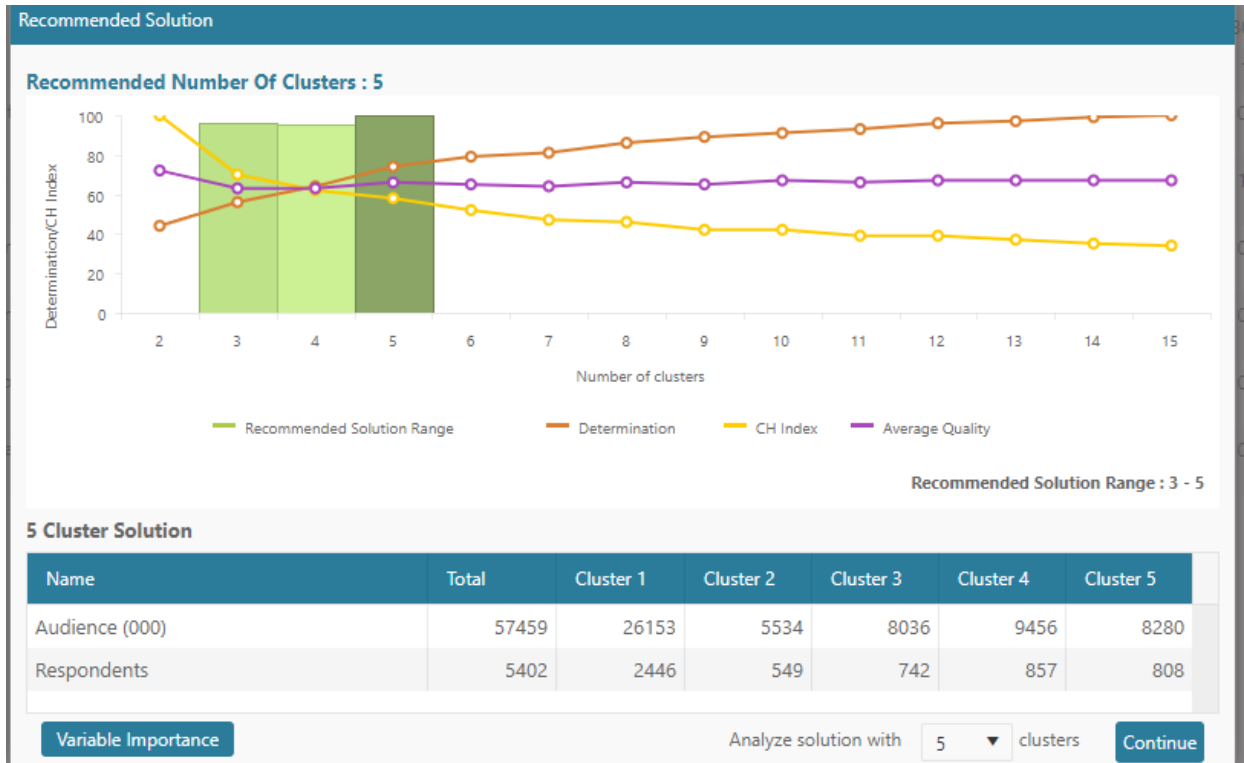 Recommended Solution
Recommended Number Of Clusters : 5
Determination/CH Index
100
80
60
40
20
0
2 3 4 5 6 7 8 9 10 11 12 13 14 15
Number of clusters
Recommended Solution Range Determination CH Index Average Quality
Recommended Solution Range : 3 - 5
5 Cluster Solution
Name Total Cluster 1 Cluster 2 Cluster 3 Cluster 4 Cluster 5
Audience (000) 57459 26153 5534 8036 9456 8280
Respondents 5402 2446 549 742 857 808
Variable Importance Analyze solution with 5 clusters Continue